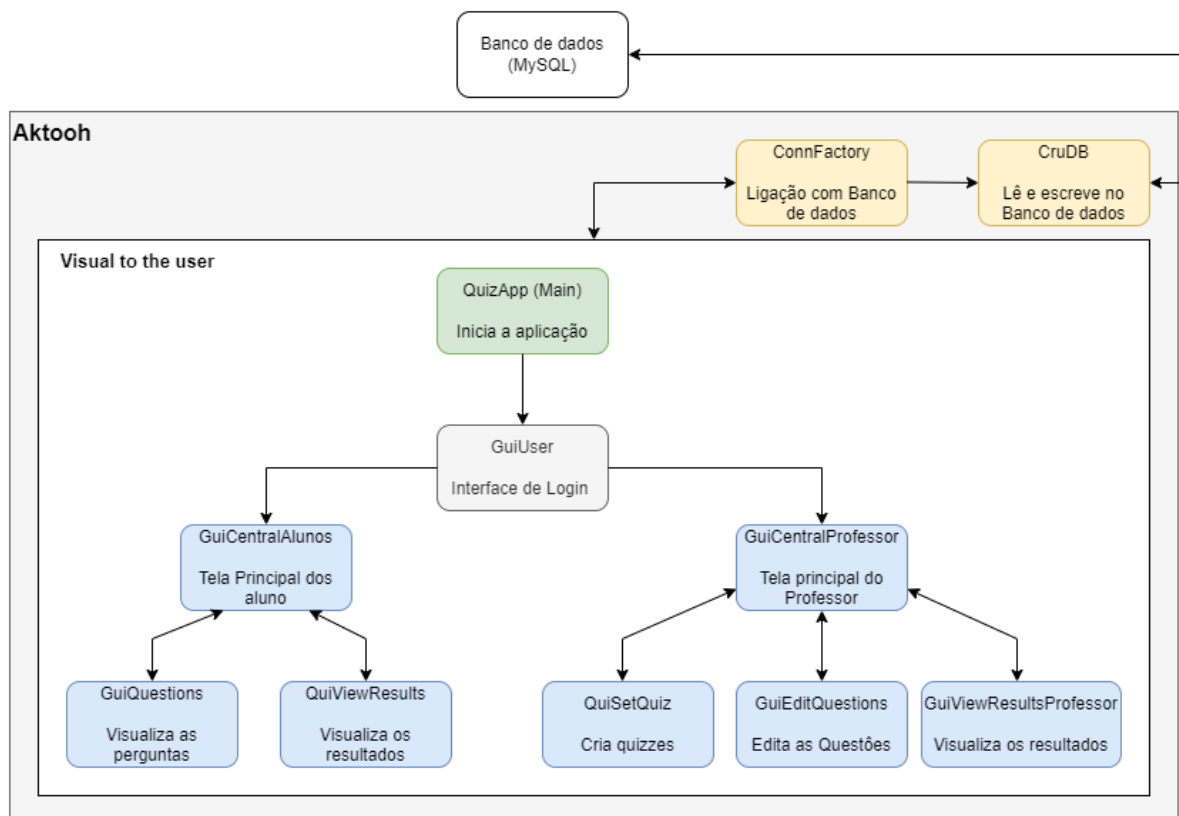 Banco de dados
(MySQL)
Aktooh
ConnFactory
Ligação com Banco
de dados
CruDB
Lê e escreve no
Banco de dados
Visual to the user
QuizApp (Main)
Inicia a aplicação
GuiUser
Interface de Login
GuiCentralAlunos
Tela Principal dos
aluno
GuiCentralProfessor
Tela principal do
Professor
GuiQuestions
Visualiza as
perguntas
QuiViewResults
Visualiza os
resultados
QuiSetQuiz
Cria quizzes
GuiEditQuestions
Edita as Questôes
GuiViewResultsProfessor
Visualiza os resultados